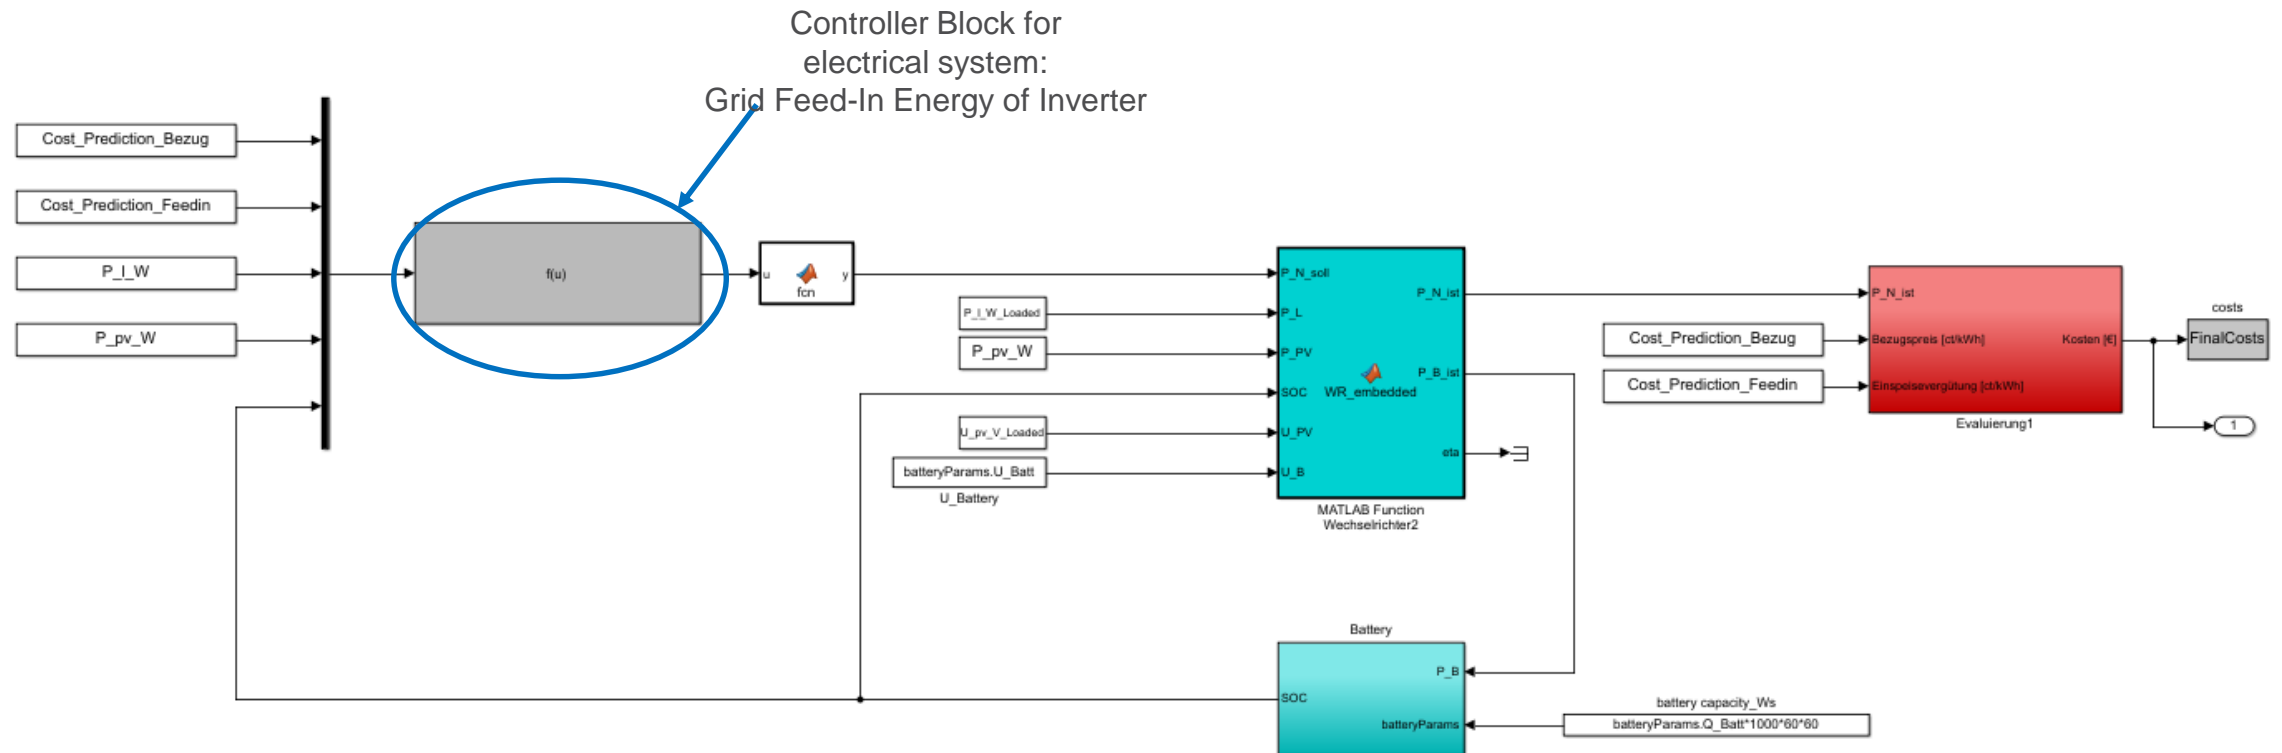 Controller Block for
electrical system:
Grid Feed-In Energy of Inverter
Cost_Prediction_Bezug
Cost_Prediction_Feedin
P_l_W
P_pv_W
f(u)
u
fcn
y
P_l_W_Loaded
P_pv_W
U_pv_V_Loaded
batteryParams.U_Batt
U_Battery
P_N_soll
P_L
P_PV
SOC
U_PV
U_B
WR_embedded
P_N_ist
P_B_ist
eta
MATLAB Function
Wechselrichter2
Cost_Prediction_Bezug
Cost_Prediction_Feedin
P_N_ist
Bezugspreis [ct/kWh]
Einspeisevergütung [ct/kWh]
Kosten [€]
Evaluierung1
costs
FinalCosts
1
Battery
P_B
SOC
batteryParams
battery capacity_Ws
batteryParams.Q_Batt*1000*60*60